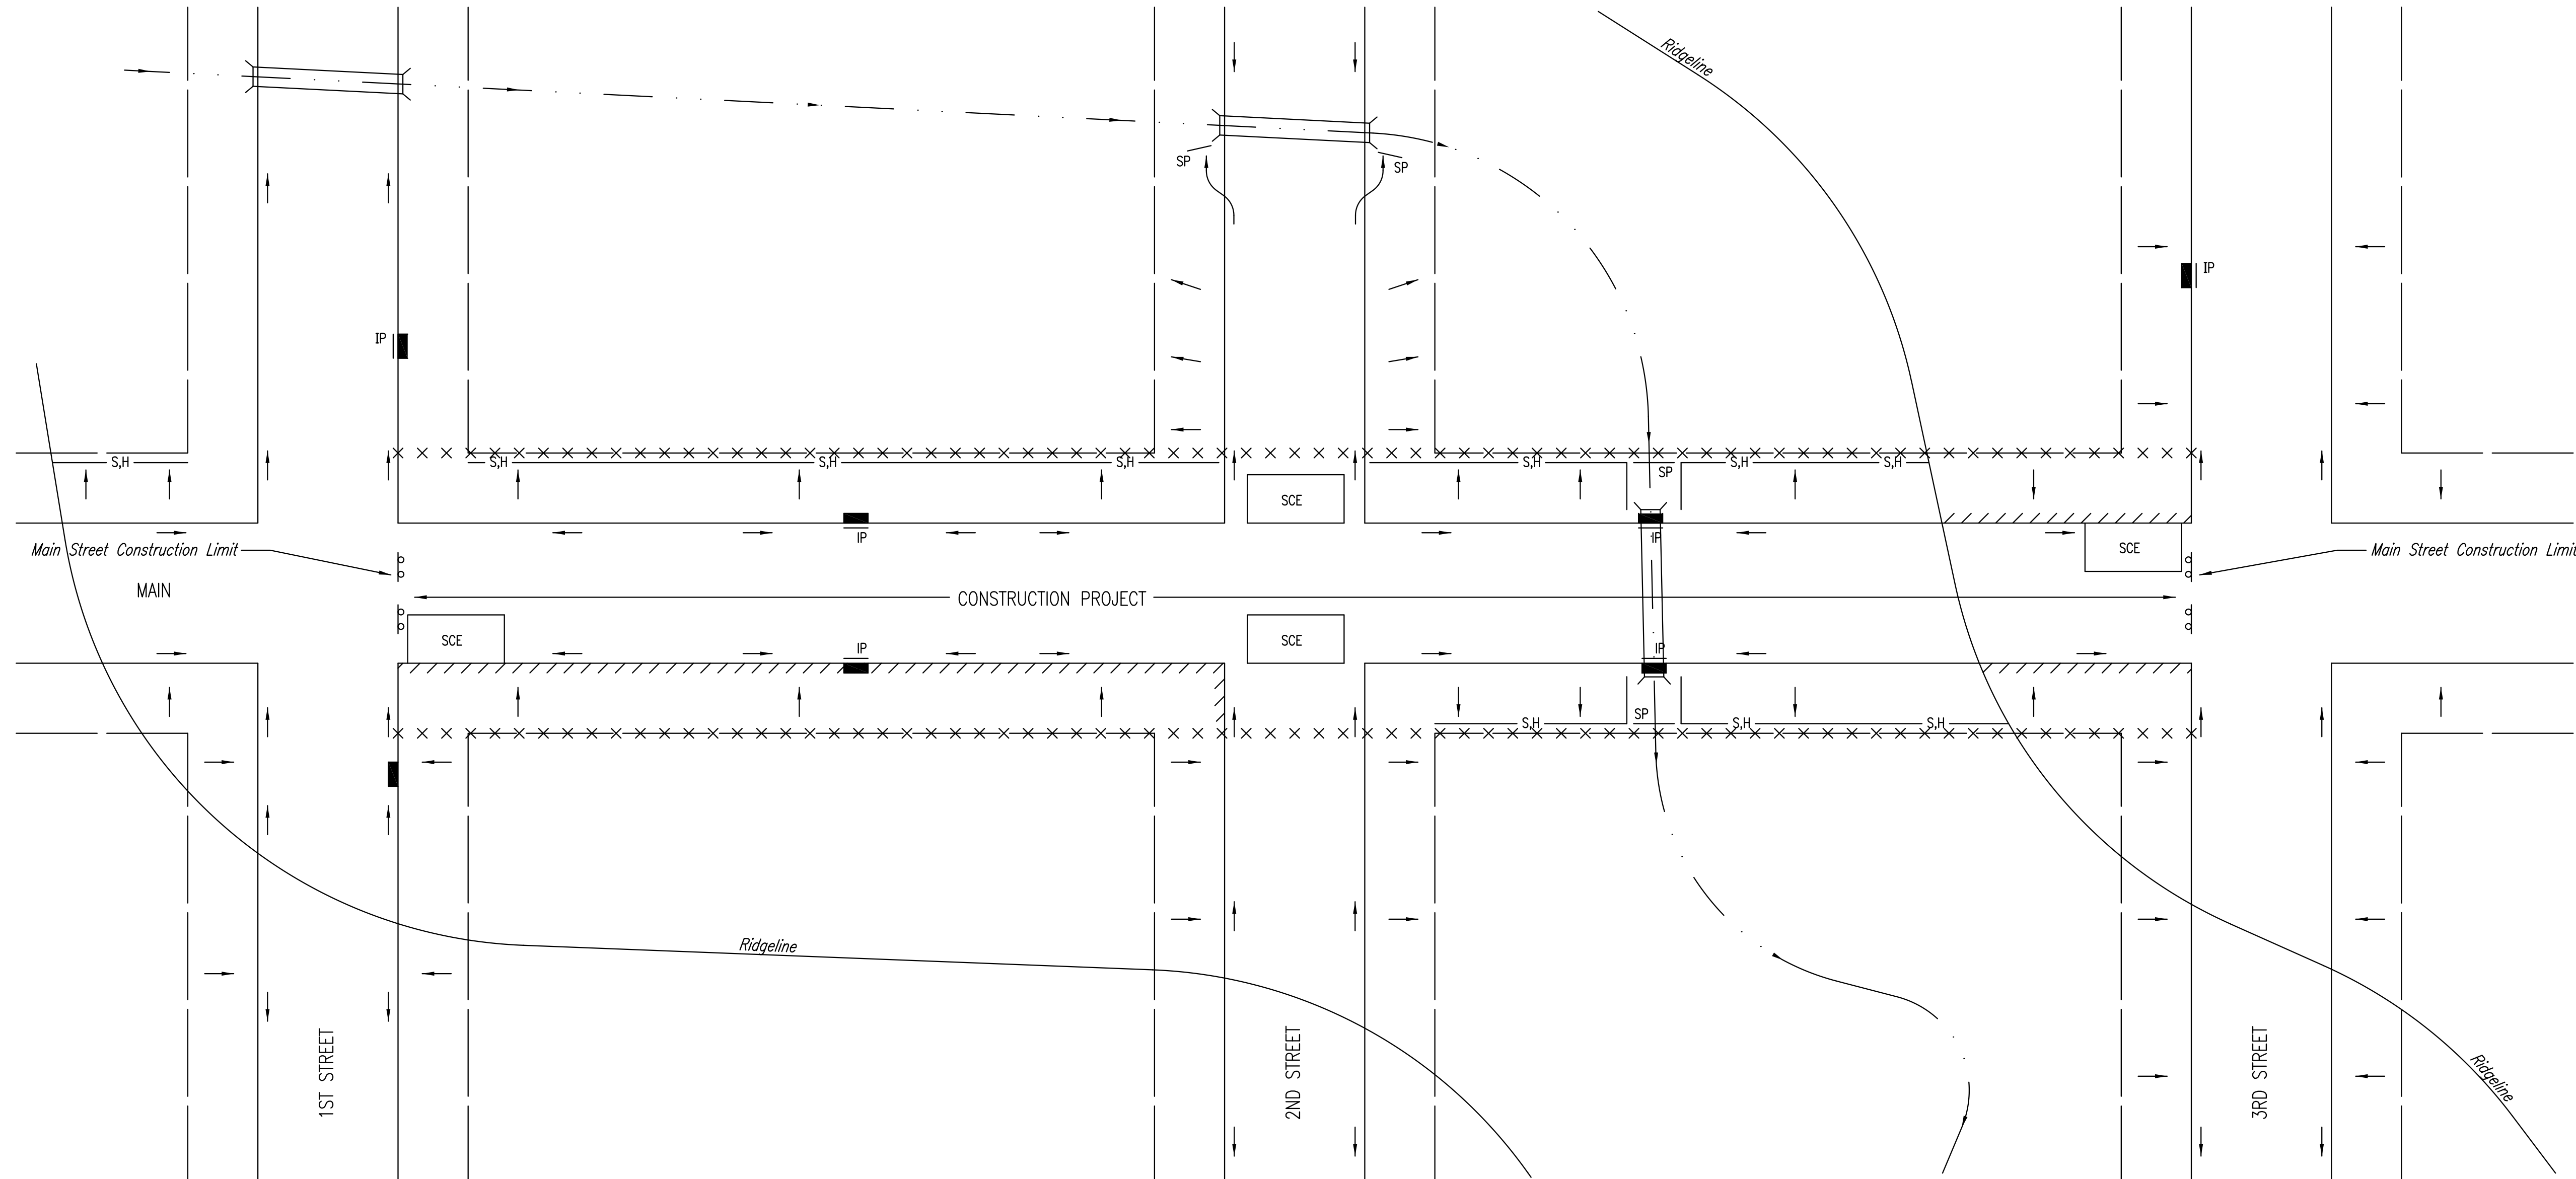 Ridgeline
SP
SP
IP
IP
S,H
S,H
S,H
S,H
S,H
SP
S,H
S,H
SCE
IP
IP
Main Street Construction Limit
SCE
Main Street Construction Limit
MAIN
CONSTRUCTION PROJECT
SCE
SCE
IP
IP
S,H
SP
S,H
S,H
Ridgeline
1ST STREET
2ND STREET
3RD STREET
Ridgeline